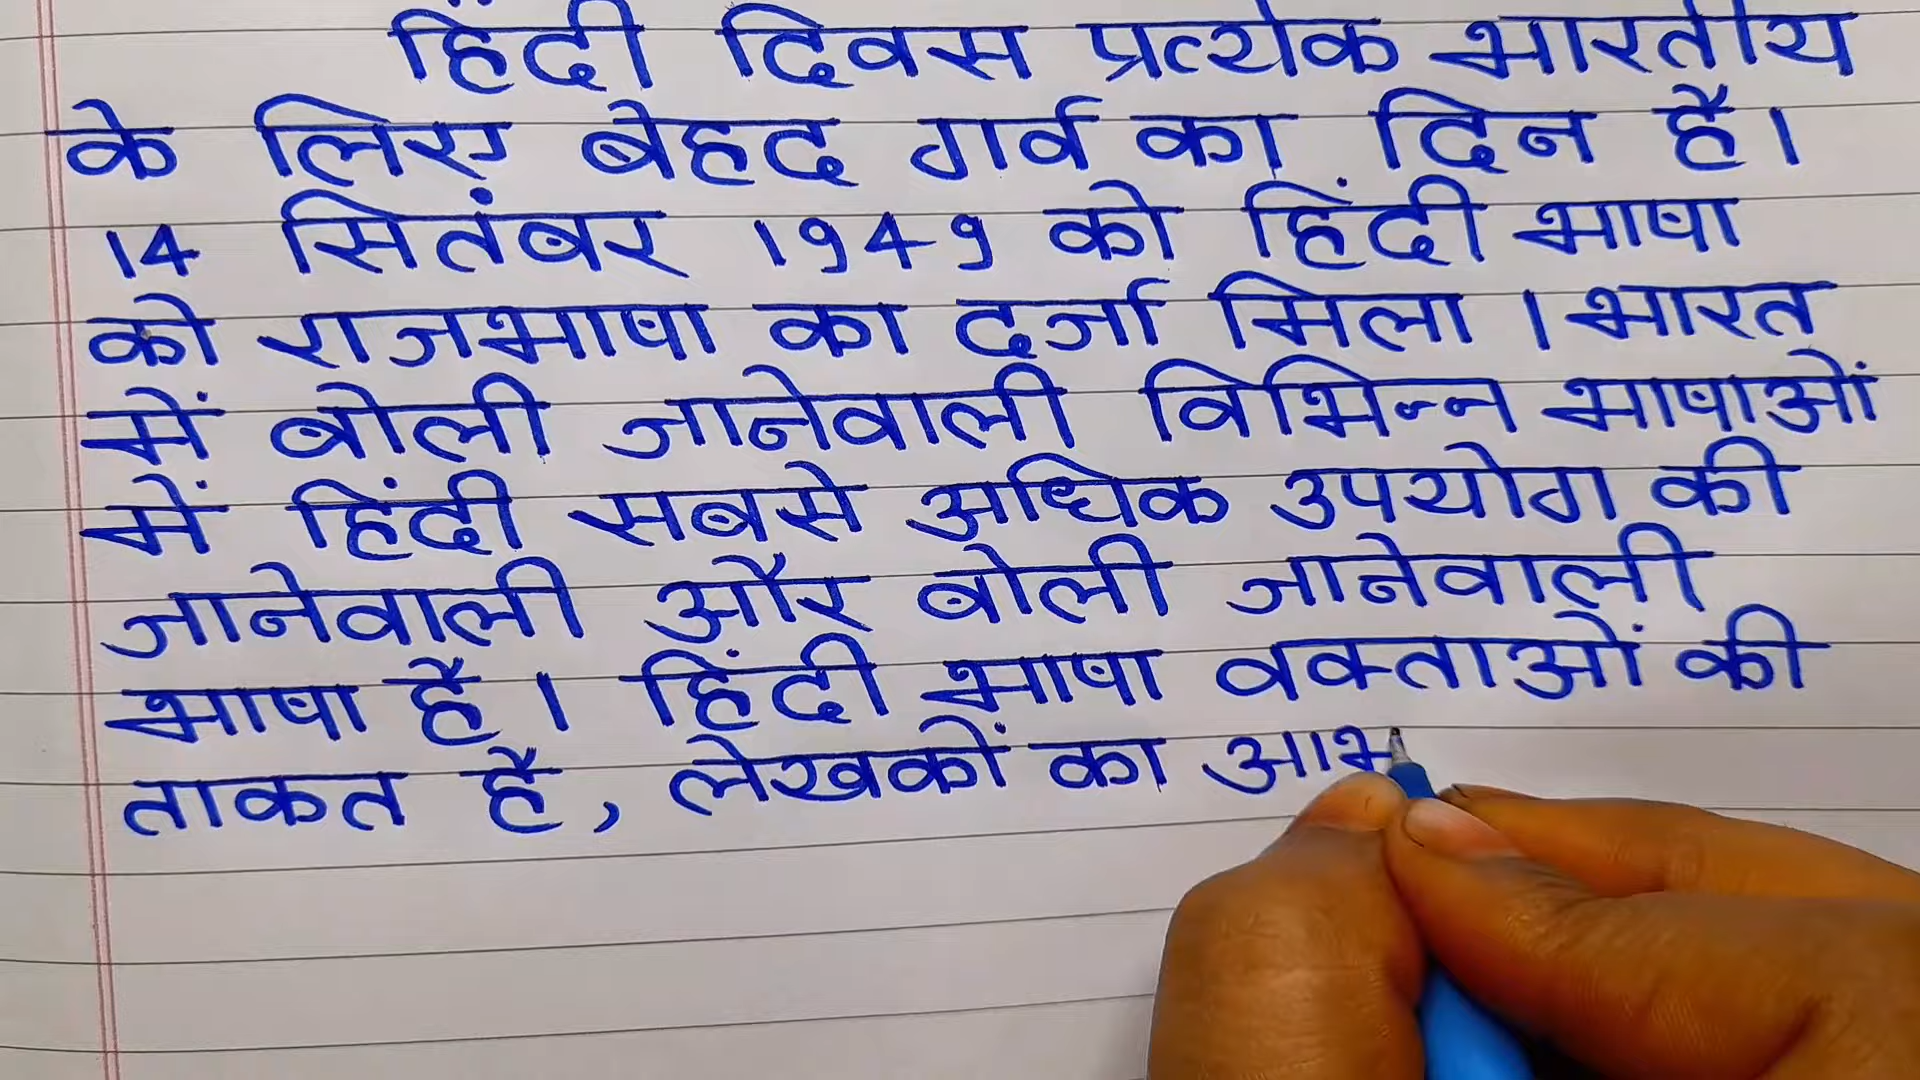 हिंदी दिवस प्रत्येक भारतीय
के लिए बेहद गर्व का दिन है।
14 सितंबर 1949 को हिंदी भाषा
को राजभाषा का दर्जा मिला। भारत
में बोली जानेवाली विभिन्न भाषाओं
में हिंदी सबसे अधिक उपयोग की
जानेवाली और बोली जानेवाली
भाषा है। हिंदी भाषा वक्ताओं की
ताकत है, लेखकों का